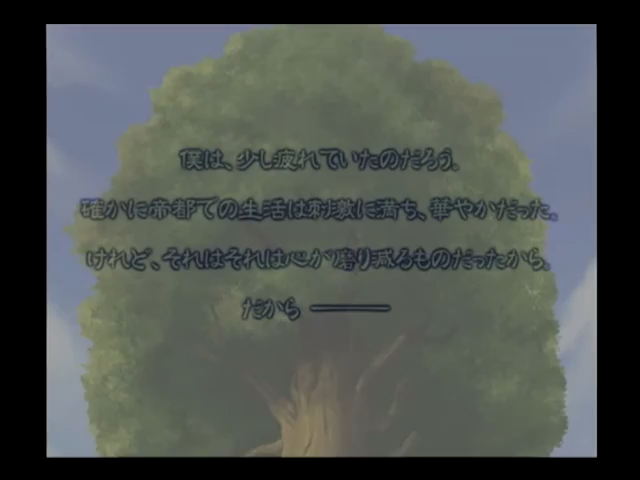 僕は、少し疲れていたのだろう。
確かに帝都での生活は刺激に満ち、華やかだった。
けれど、それはそれは心が磨り減るものだったから。
だから───